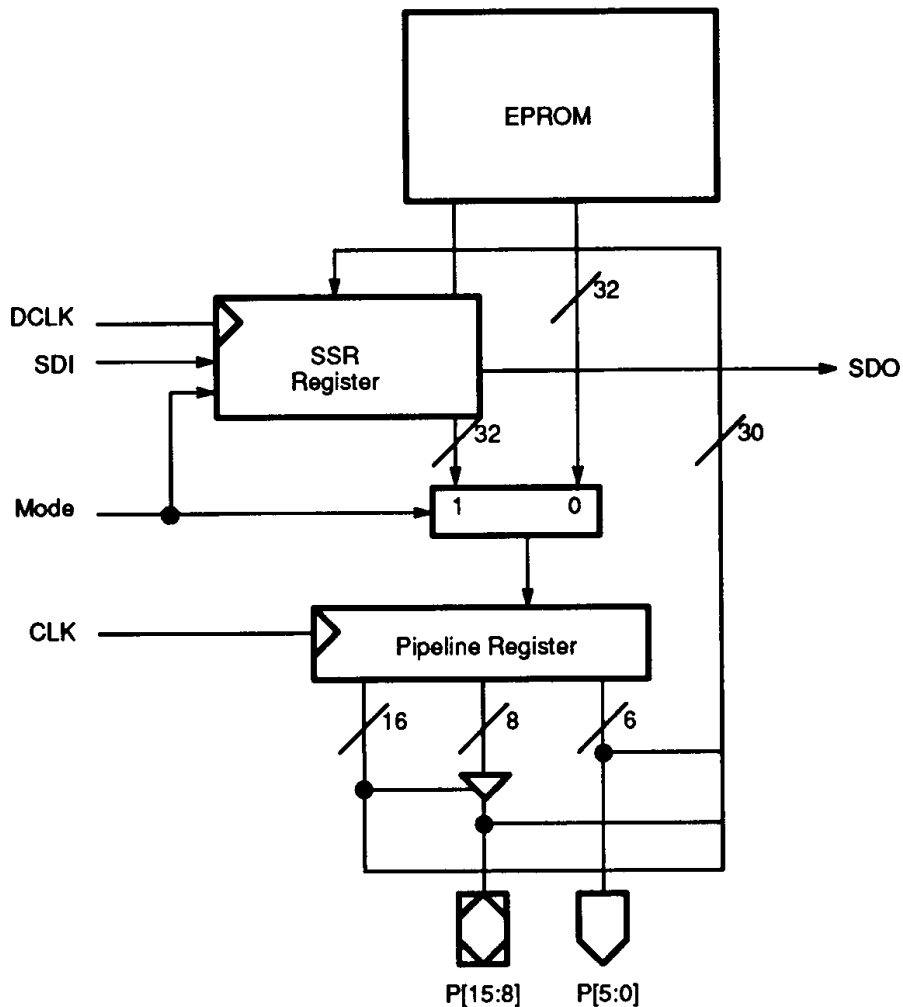 EPROM
32
DCLK
SDI
SSR
Register
SDO
32
30
Mode
1
0
CLK
Pipeline Register
16
8
6
P[15:8]
P[5:0]